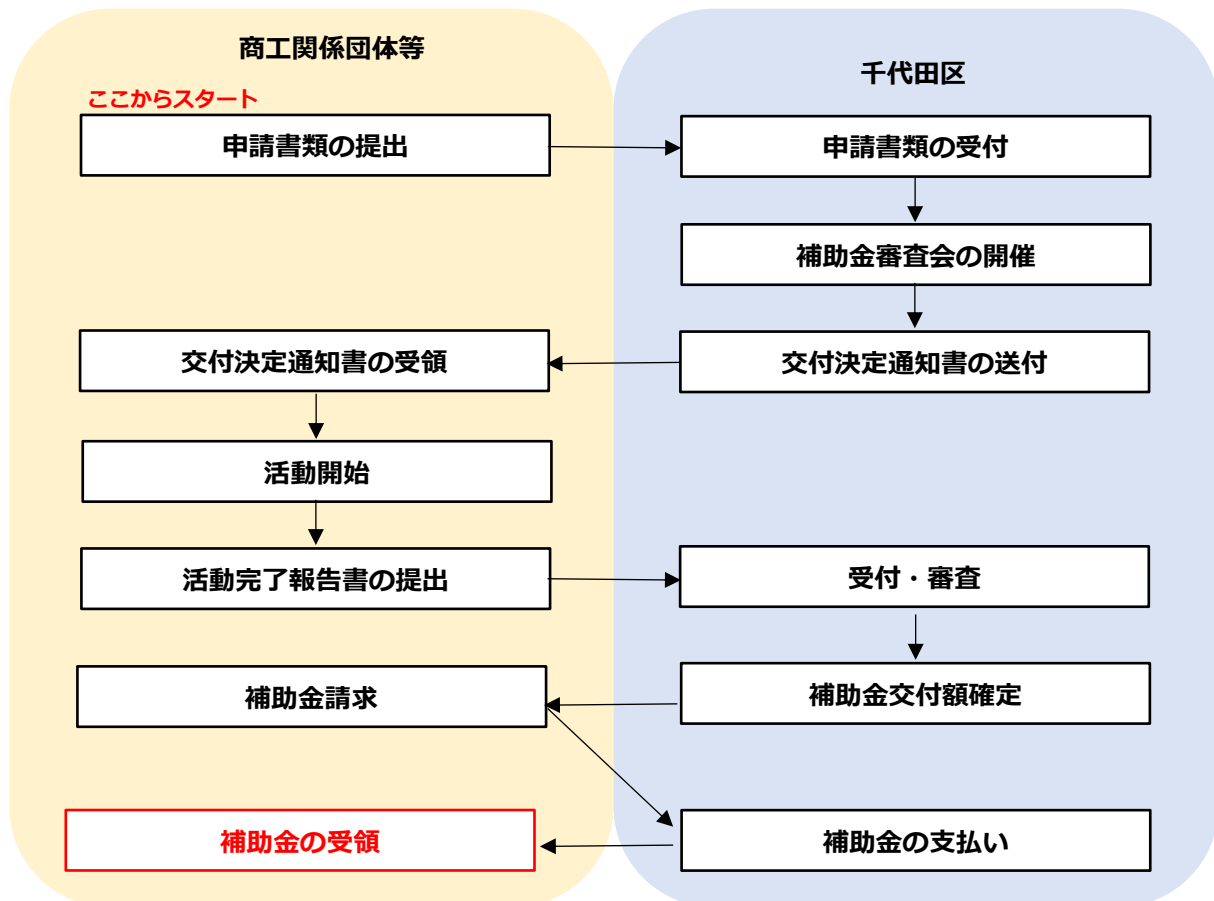 商工関係団体等
千代田区
ここからスタート
申請書類の提出
申請書類の受付
補助金審査会の開催
交付決定通知書の受領
交付決定通知書の送付
活動開始
活動完了報告書の提出
受付・審査
補助金請求
補助金交付額確定
補助金の受領
補助金の支払い